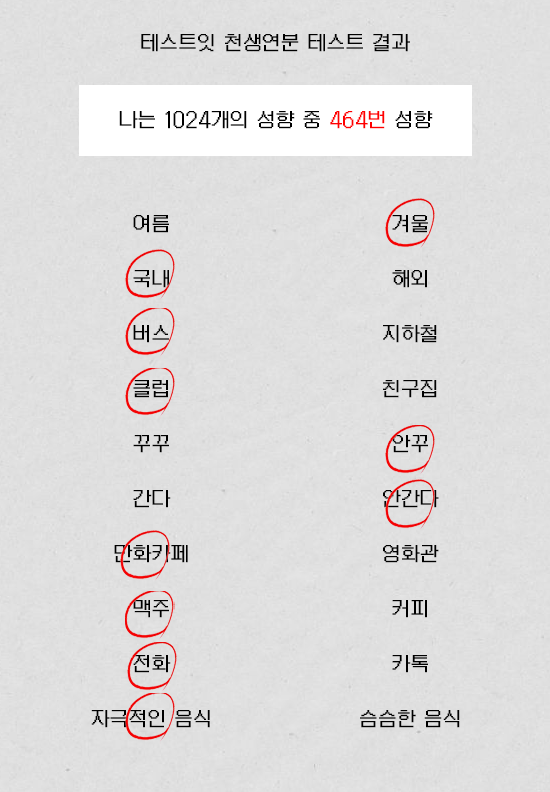 테스트잇 천생연분 테스트 결과
나는 1024개의 성향 중 464번 성향
여름 겨울
국내 해외
버스 지하철
클럽 친구집
꾸꾸 안꾸
간다 안간다
만화카페 영화관
맥주 커피
전화 카톡
자극적인 음식 슴슴한 음식